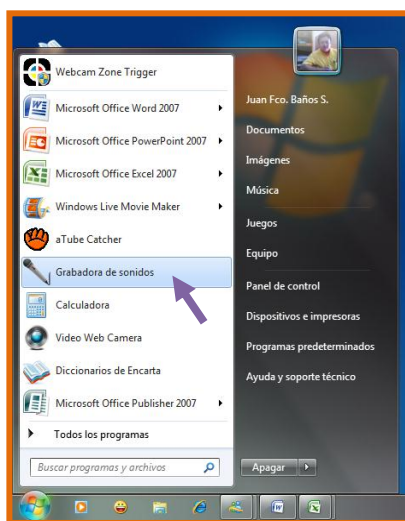 Webcam Zone Trigger
Microsoft Office Word 2007
Microsoft Office PowerPoint 2007
Microsoft Office Excel 2007
Windows Live Movie Maker
aTube Catcher
Grabadora de sonidos
Calculadora
Video Web Camera
Diccionarios de Encarta
Microsoft Office Publisher 2007
Todos los programas
Buscar programas y archivos
Juan Fco. Baños S.
Documentos
Imágenes
Música
Juegos
Equipo
Panel de control
Dispositivos e impresoras
Programas predeterminados
Ayuda y soporte técnico
Apagar